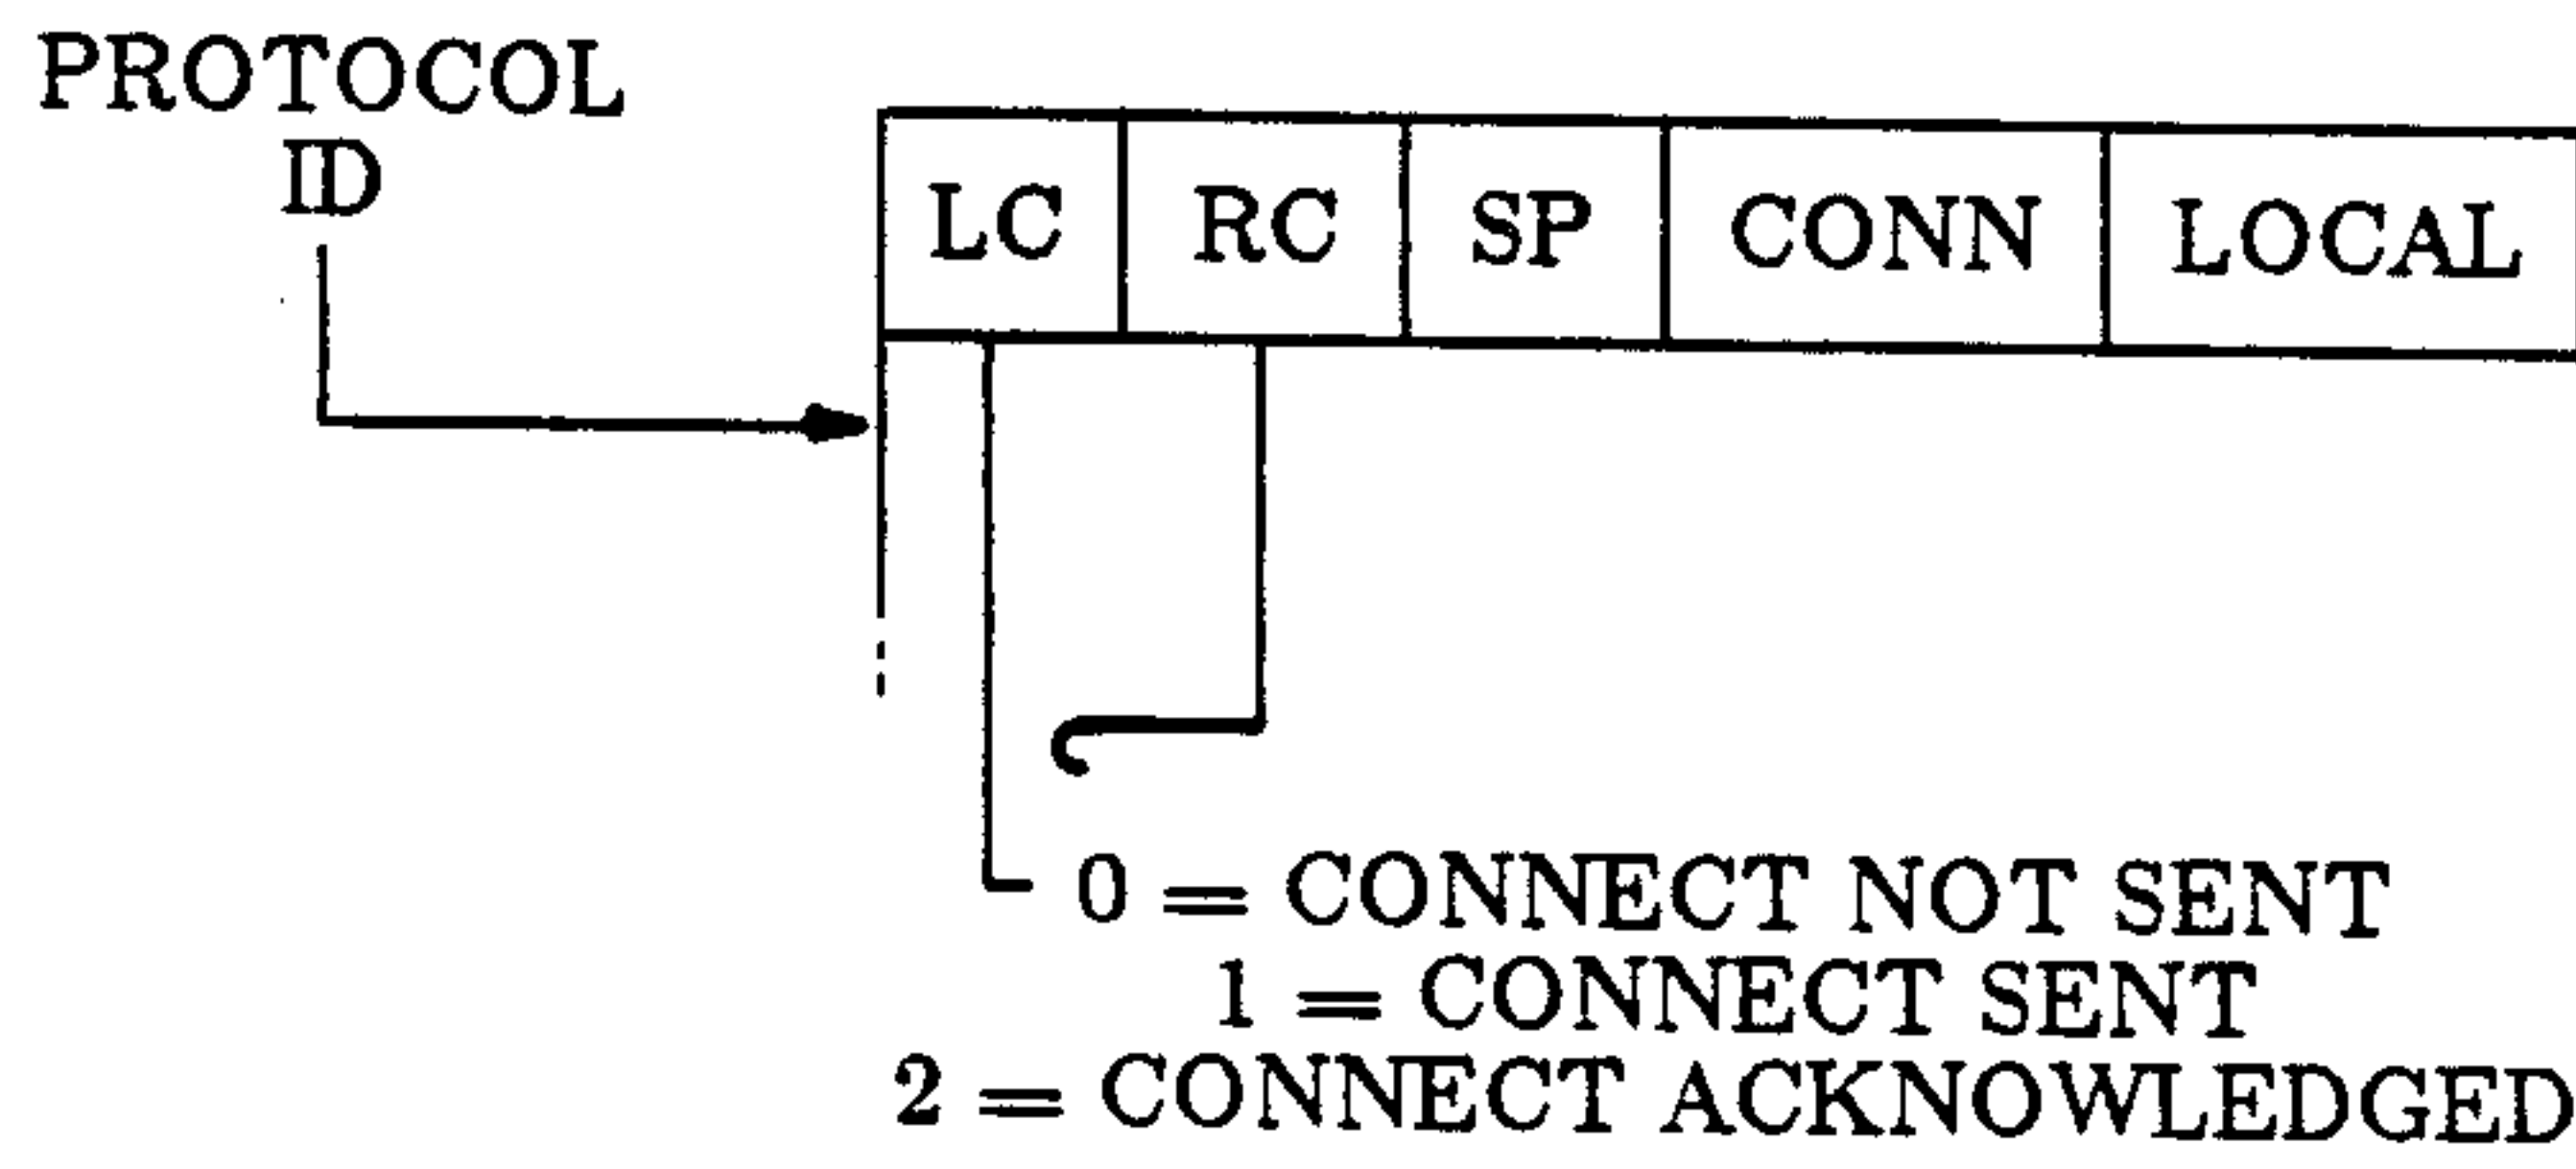 PROTOCOL
ID
LC RC SP CONN LOCAL
0 = CONNECT NOT SENT
1 = CONNECT SENT
2 = CONNECT ACKNOWLEDGED